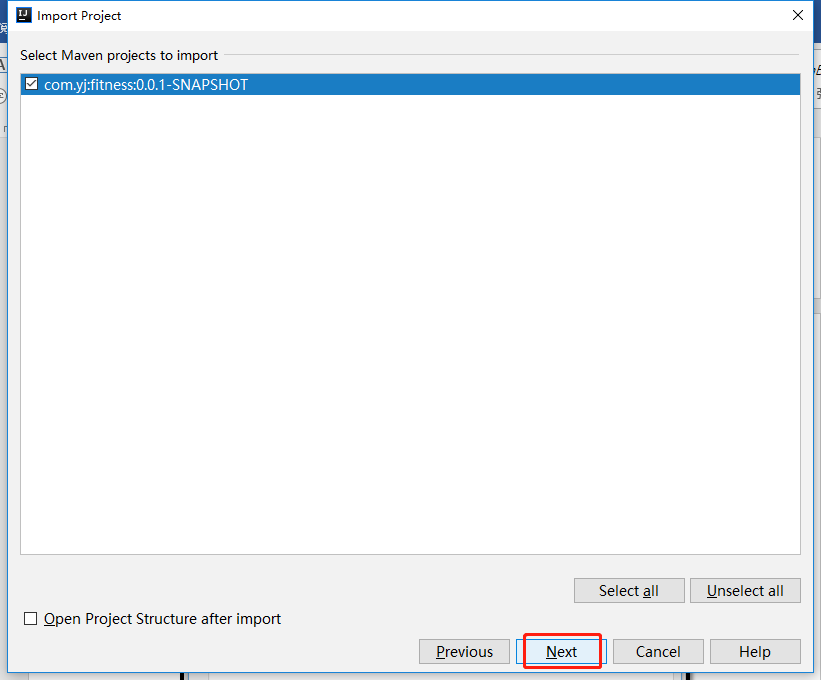 Import Project
Select Maven projects to import
com.yj:fitness:0.0.1-SNAPSHOT
Select all
Unselect all
Open Project Structure after import
Previous
Next
Cancel
Help